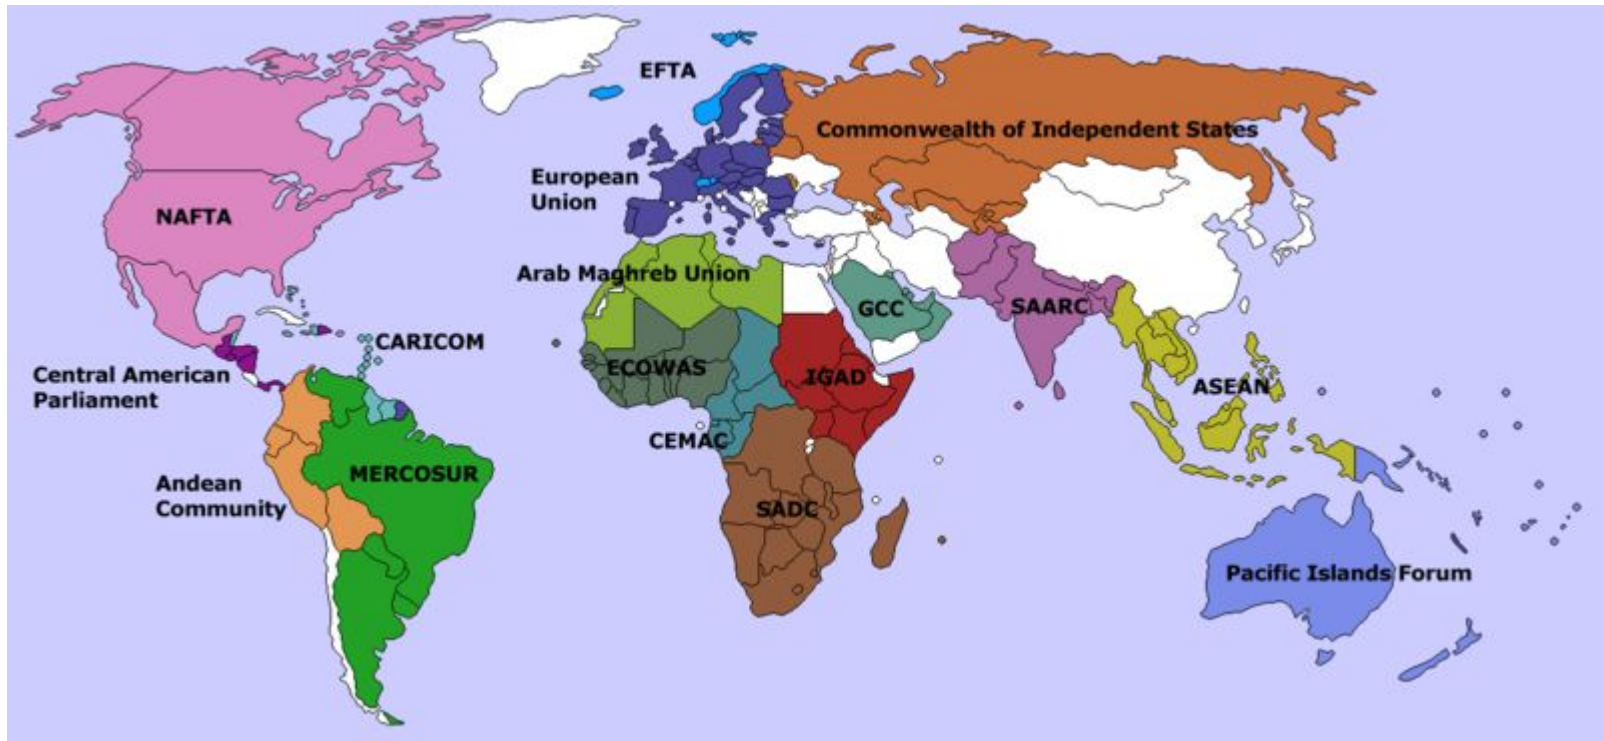 EFTA
Commonwealth of Independent States
European
Union
NAFTA
Arab Maghreb Union
GCC
SAARC
CARICOM
ECOWAS
IGAD
ASEAN
Central American
Parliament
CEMAC
MERCOSUR
Andean
Community
SADC
Pacific Islands Forum